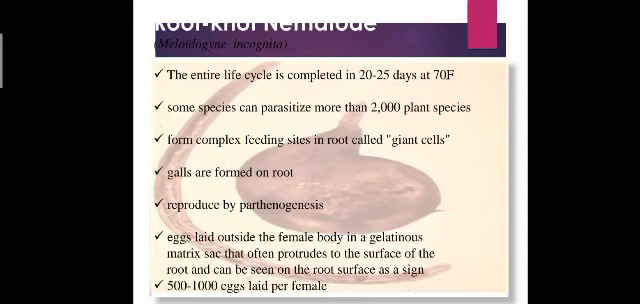 Root-knot Nematode
(Meloidogyne incognita)
✓ The entire life cycle is completed in 20-25 days at 70F
✓ some species can parasitize more than 2,000 plant species
✓ form complex feeding sites in root called "giant cells"
✓ galls are formed on root
✓ reproduce by parthenogenesis
✓ eggs laid outside the female body in a gelatinous
matrix sac that often protrudes to the surface of the
root and can be seen on the root surface as a sign
✓ 500-1000 eggs laid per female